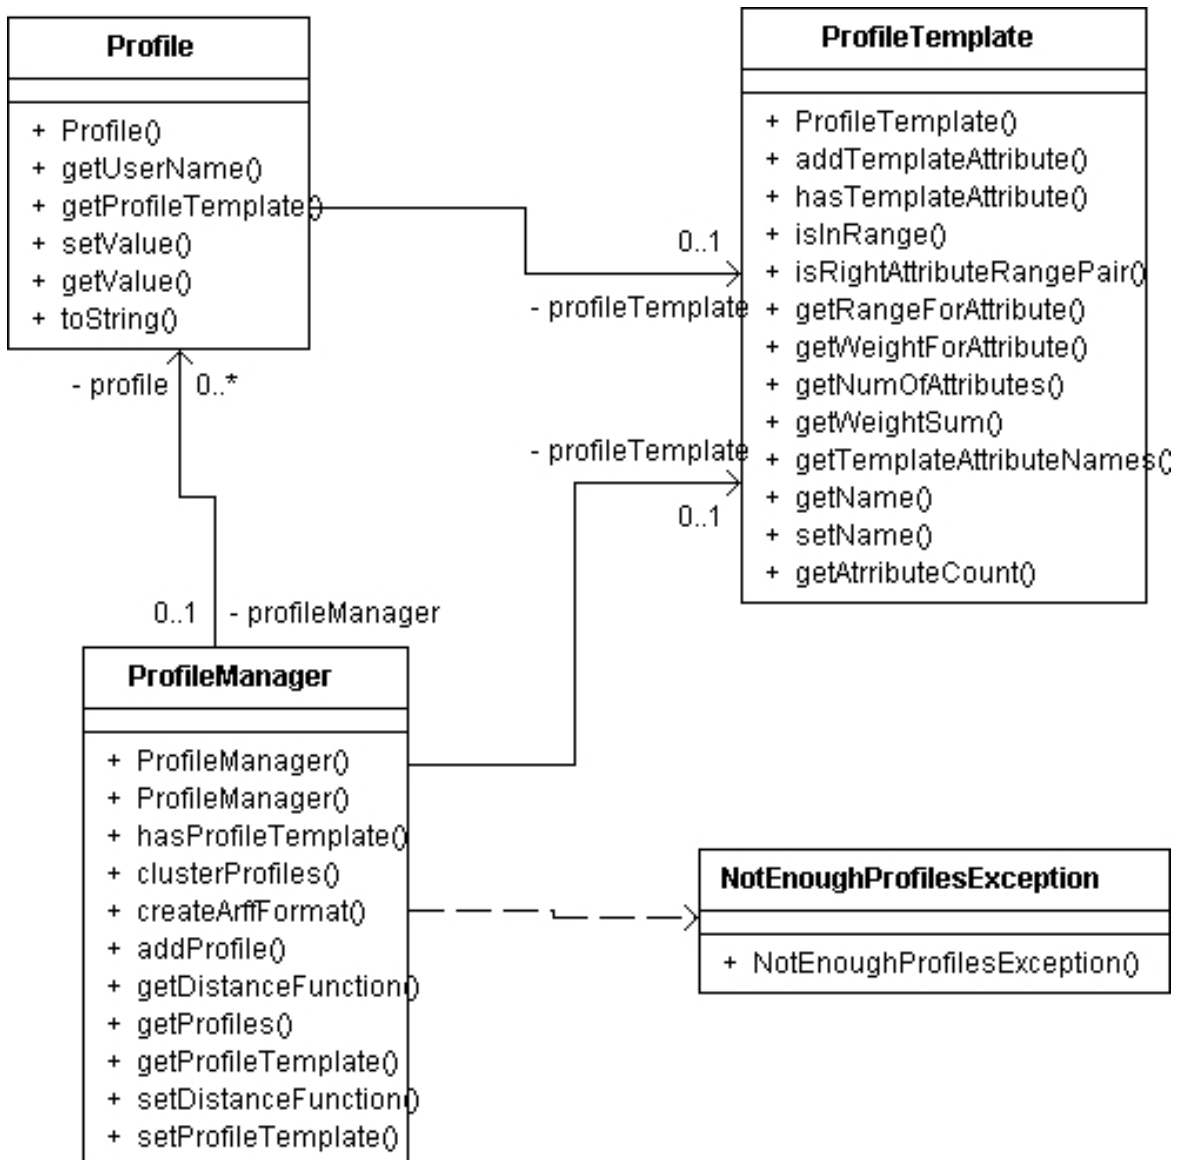 Profile
+ Profile()
+ getUserName()
+ getProfileTemplate()
+ setValue()
+ getValue()
+ toString()
ProfileTemplate
+ ProfileTemplate()
+ addTemplateAttribute()
+ hasTemplateAttribute()
+ isInRange()
+ isRightAttributeRangePair()
+ getRangeForAttribute()
+ getWeightForAttribute()
+ getNumOfAttributes()
+ getWeightSum()
+ getTemplateAttributeNames()
+ getName()
+ setName()
+ getAtrributeCount()
0..1
- profileTemplate
- profile 0..*
- profileTemplate
0..1
0..1 - profileManager
ProfileManager
+ ProfileManager()
+ ProfileManager()
+ hasProfileTemplate()
+ clusterProfiles()
+ createArffFormat()
+ addProfile()
+ getDistanceFunction()
+ getProfiles()
+ getProfileTemplate()
+ setDistanceFunction()
+ setProfileTemplate()
NotEnoughProfilesException
+ NotEnoughProfilesException()